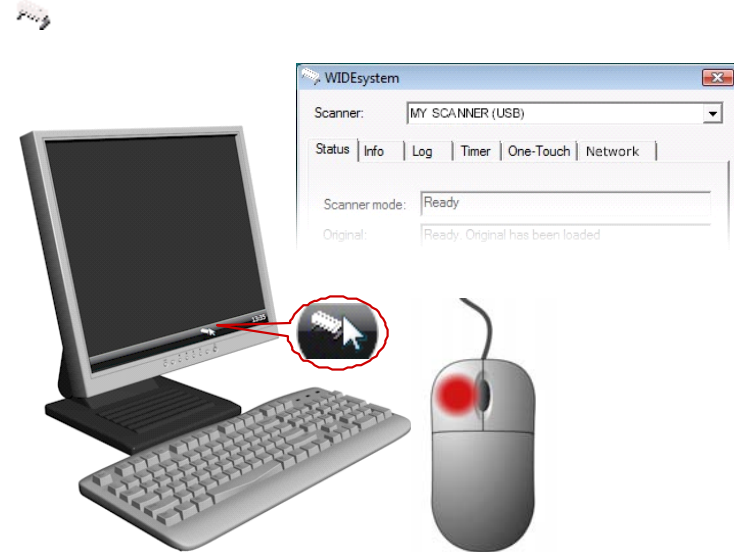 WIDEsystem
Scanner: MY SCANNER (USB)
Status Info Log Timer One-Touch Network
Scanner mode: Ready
Original: Ready. Original has been loaded
13:25